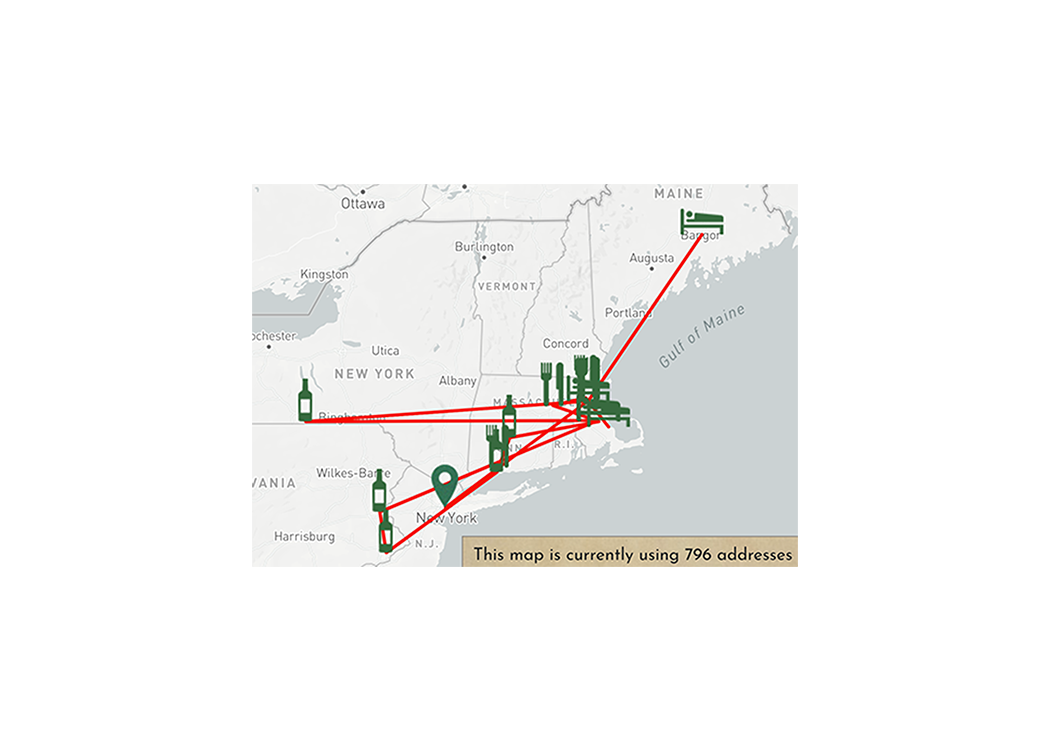 MAINE
Ottawa
Bangor
Burlington
Augusta
Kingston
VERMONT
Portland
Gulf of Maine
ochester
Concord
Utica
NEW YORK
Albany
MASSACHU
Binghamton
R.I.
Wilkes-Barre
VANIA
New York
Harrisburg
N.J.
This map is currently using 796 addresses